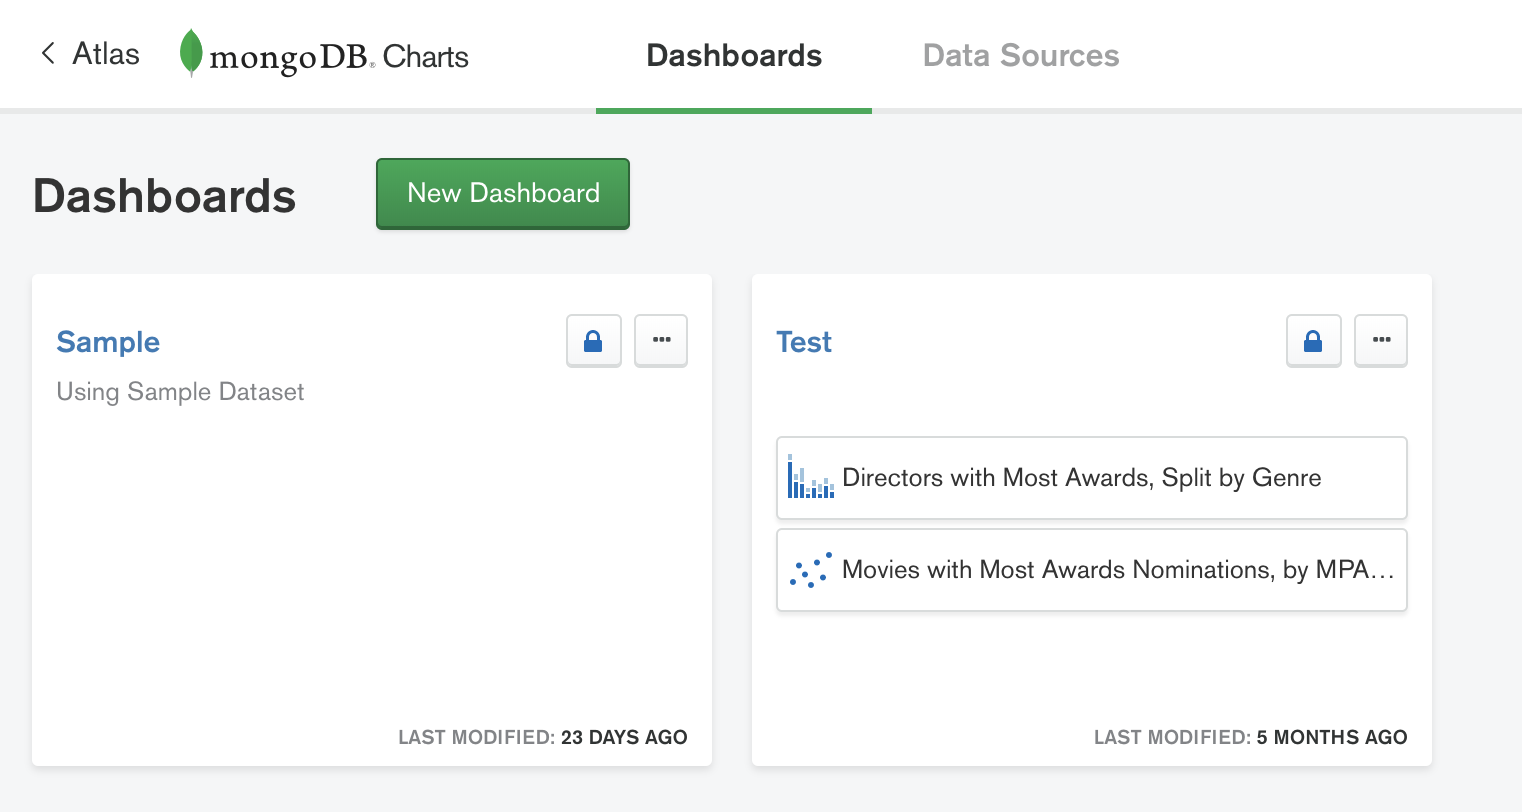 Atlas
mongoDB® Charts
Dashboards
Data Sources
Dashboards
New Dashboard
Sample
...
Using Sample Dataset
LAST MODIFIED: 23 DAYS AGO
Test
...
Directors with Most Awards, Split by Genre
Movies with Most Awards Nominations, by MPA...
LAST MODIFIED: 5 MONTHS AGO